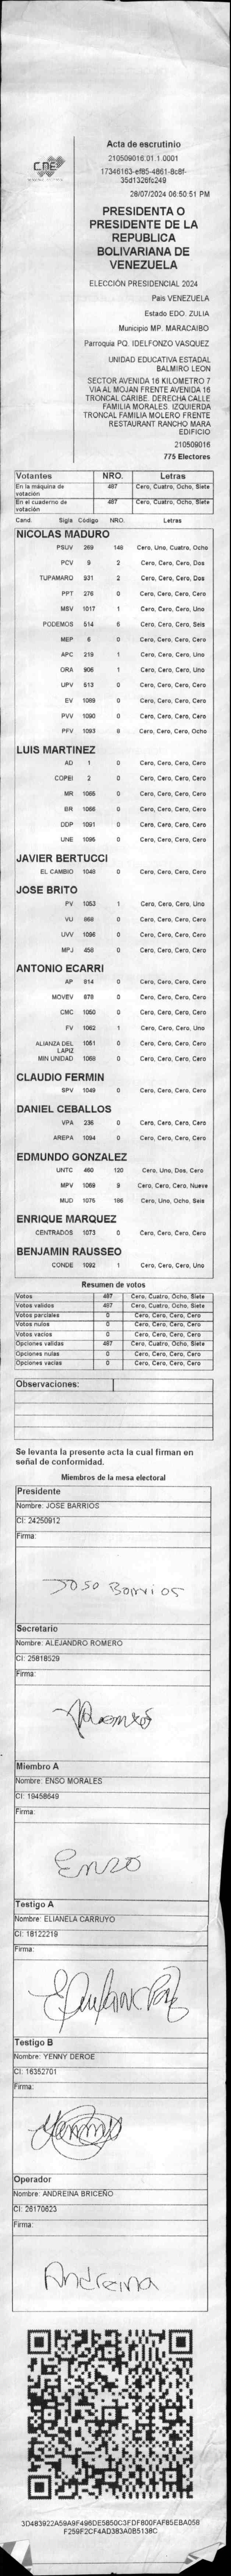 CNE
Acta de escrutinio
210509016.01.1.0001
17346163-ef85-4861-8c8f-
35d1326fc249
28/07/2024 06:50:51 PM
PRESIDENTA O
PRESIDENTE DE LA
REPUBLICA
BOLIVARIANA DE
VENEZUELA
ELECCIÓN PRESIDENCIAL 2024
Pais VENEZUELA
Estado EDO. ZULIA
Municipio MP. MARACAIBO
Parroquia PQ. IDELFONZO VASQUEZ
UNIDAD EDUCATIVA ESTADAL
BALMIRO LEON
SECTOR AVENIDA 16 KILOMETRO 7
VIA AL MOJAN FRENTE AVENIDA 16
TRONCAL CARIBE. DERECHA CALLE
FAMILIA MORALES. IZQUIERDA
TRONCAL FAMILIA MOLERO FRENTE
RESTAURANT RANCHO MARA
EDIFICIO
210509016
775 Electores
Votantes NRO. Letras
En la máquina de votación 487 Cero, Cuatro, Ocho, Siete
En el cuaderno de votación 487 Cero, Cuatro, Ocho, Siete
Cand. Sigla Código NRO. Letras
NICOLAS MADURO
PSUV 269 148 Cero, Uno, Cuatro, Ocho
PCV 9 2 Cero, Cero, Cero, Dos
TUPAMARO 931 2 Cero, Cero, Cero, Dos
PPT 276 0 Cero, Cero, Cero, Cero
MSV 1017 1 Cero, Cero, Cero, Uno
PODEMOS 514 6 Cero, Cero, Cero, Seis
MEP 6 0 Cero, Cero, Cero, Cero
APC 219 1 Cero, Cero, Cero, Uno
ORA 906 1 Cero, Cero, Cero, Uno
UPV 513 0 Cero, Cero, Cero, Cero
EV 1089 0 Cero, Cero, Cero, Cero
PVV 1090 0 Cero, Cero, Cero, Cero
PFV 1093 8 Cero, Cero, Cero, Ocho
LUIS MARTINEZ
AD 1 0 Cero, Cero, Cero, Cero
COPEI 2 0 Cero, Cero, Cero, Cero
MR 1065 0 Cero, Cero, Cero, Cero
BR 1066 0 Cero, Cero, Cero, Cero
DDP 1091 0 Cero, Cero, Cero, Cero
UNE 1095 0 Cero, Cero, Cero, Cero
JAVIER BERTUCCI
EL CAMBIO 1048 0 Cero, Cero, Cero, Cero
JOSE BRITO
PV 1053 1 Cero, Cero, Cero, Uno
VU 868 0 Cero, Cero, Cero, Cero
UVV 1096 0 Cero, Cero, Cero, Cero
MPJ 458 0 Cero, Cero, Cero, Cero
ANTONIO ECARRI
AP 814 0 Cero, Cero, Cero, Cero
MOVEV 879 0 Cero, Cero, Cero, Cero
CMC 1050 0 Cero, Cero, Cero, Cero
FV 1062 1 Cero, Cero, Cero, Uno
ALIANZA DEL LAPIZ 1051 0 Cero, Cero, Cero, Cero
MIN UNIDAD 1068 0 Cero, Cero, Cero, Cero
CLAUDIO FERMIN
SPV 1049 0 Cero, Cero, Cero, Cero
DANIEL CEBALLOS
VPA 236 0 Cero, Cero, Cero, Cero
AREPA 1094 0 Cero, Cero, Cero, Cero
EDMUNDO GONZALEZ
UNTC 460 120 Cero, Uno, Dos, Cero
MPV 1069 9 Cero, Cero, Cero, Nueve
MUD 1075 186 Cero, Uno, Ocho, Seis
ENRIQUE MARQUEZ
CENTRADOS 1073 0 Cero, Cero, Cero, Cero
BENJAMIN RAUSSEO
CONDE 1092 1 Cero, Cero, Cero, Uno
Resumen de votos
Votos 487 Cero, Cuatro, Ocho, Siete
Votos validos 487 Cero, Cuatro, Ocho, Siete
Votos parciales 0 Cero, Cero, Cero, Cero
Votos nulos 0 Cero, Cero, Cero, Cero
Votos vacios 0 Cero, Cero, Cero, Cero
Opciones validas 487 Cero, Cuatro, Ocho, Siete
Opciones nulas 0 Cero, Cero, Cero, Cero
Opciones vacias 0 Cero, Cero, Cero, Cero
Observaciones:
Se levanta la presente acta la cual firman en
señal de conformidad.
Miembros de la mesa electoral
Presidente
Nombre: JOSE BARRIOS
CI: 24250912
Firma:
Joso Barrios
Secretario
Nombre: ALEJANDRO ROMERO
CI: 25818529
Firma:
Miembro A
Nombre: ENSO MORALES
CI: 19458649
Firma:
Enzo
Testigo A
Nombre: ELIANELA CARRUYO
CI: 18122219
Firma:
Testigo B
Nombre: YENNY DEROE
CI: 16352701
Firma:
Operador
Nombre: ANDREINA BRICEÑO
CI: 26170623
Firma:
Andreina
3D483922A59A9F496DE5850C3FDF800FAF85EBA058
F259F2CF4AD383A0B5138C